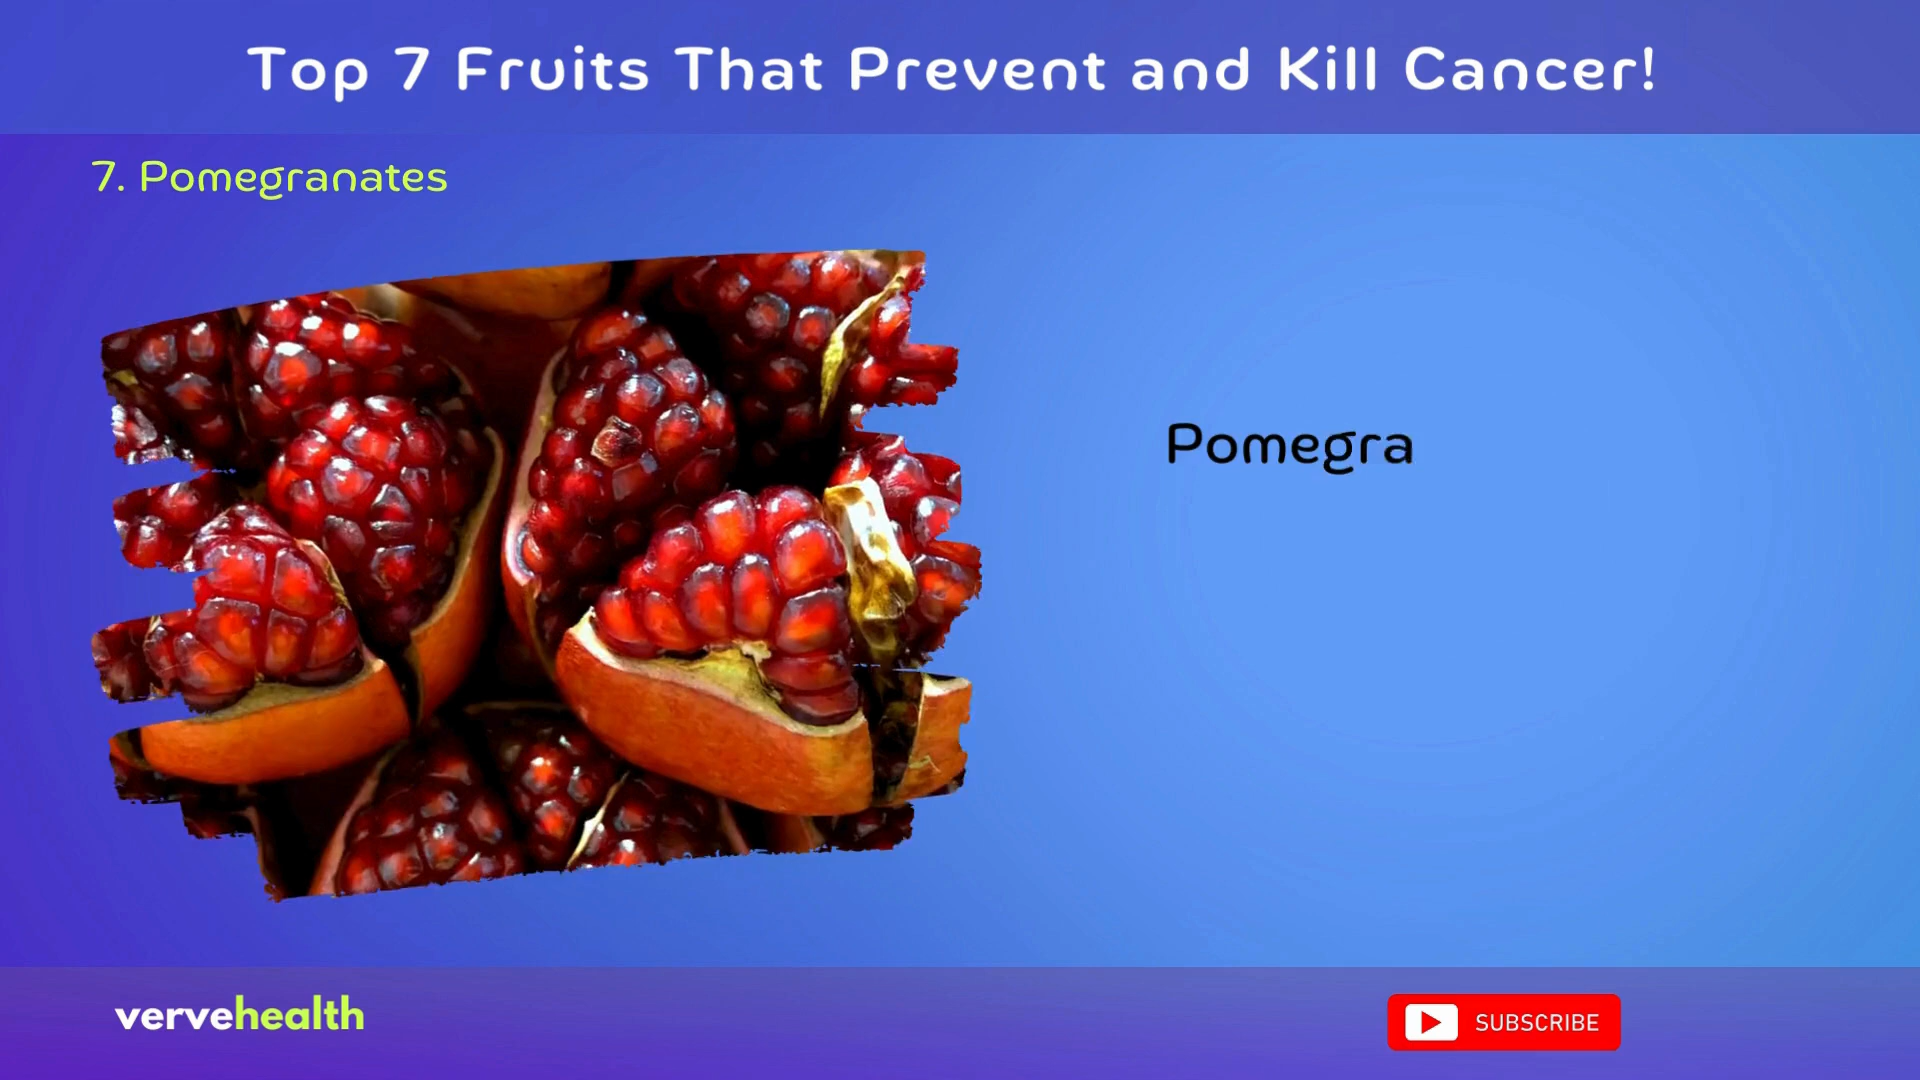 Top 7 Fruits That Prevent and Kill Cancer!
7. Pomegranates
Pomegra
vervehealth
SUBSCRIBE